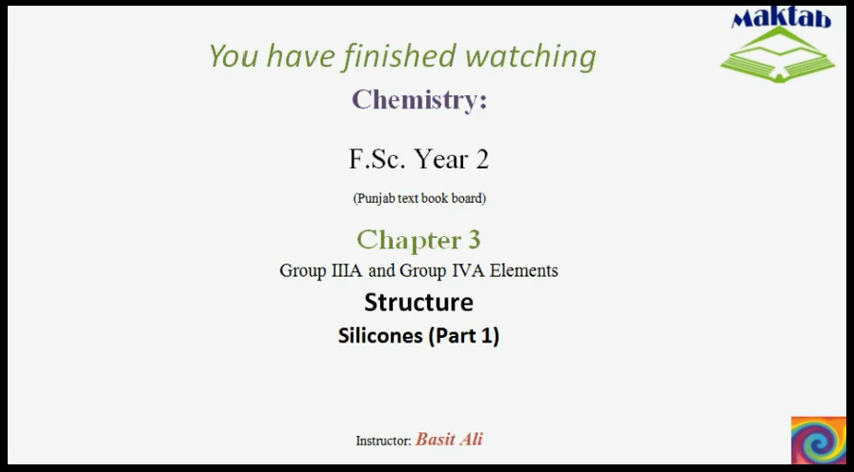 Maktab
You have finished watching
Chemistry:
F.Sc. Year 2
(Punjab text book board)
Chapter 3
Group IIIA and Group IVA Elements
Structure
Silicones (Part 1)
Instructor: Basit Ali